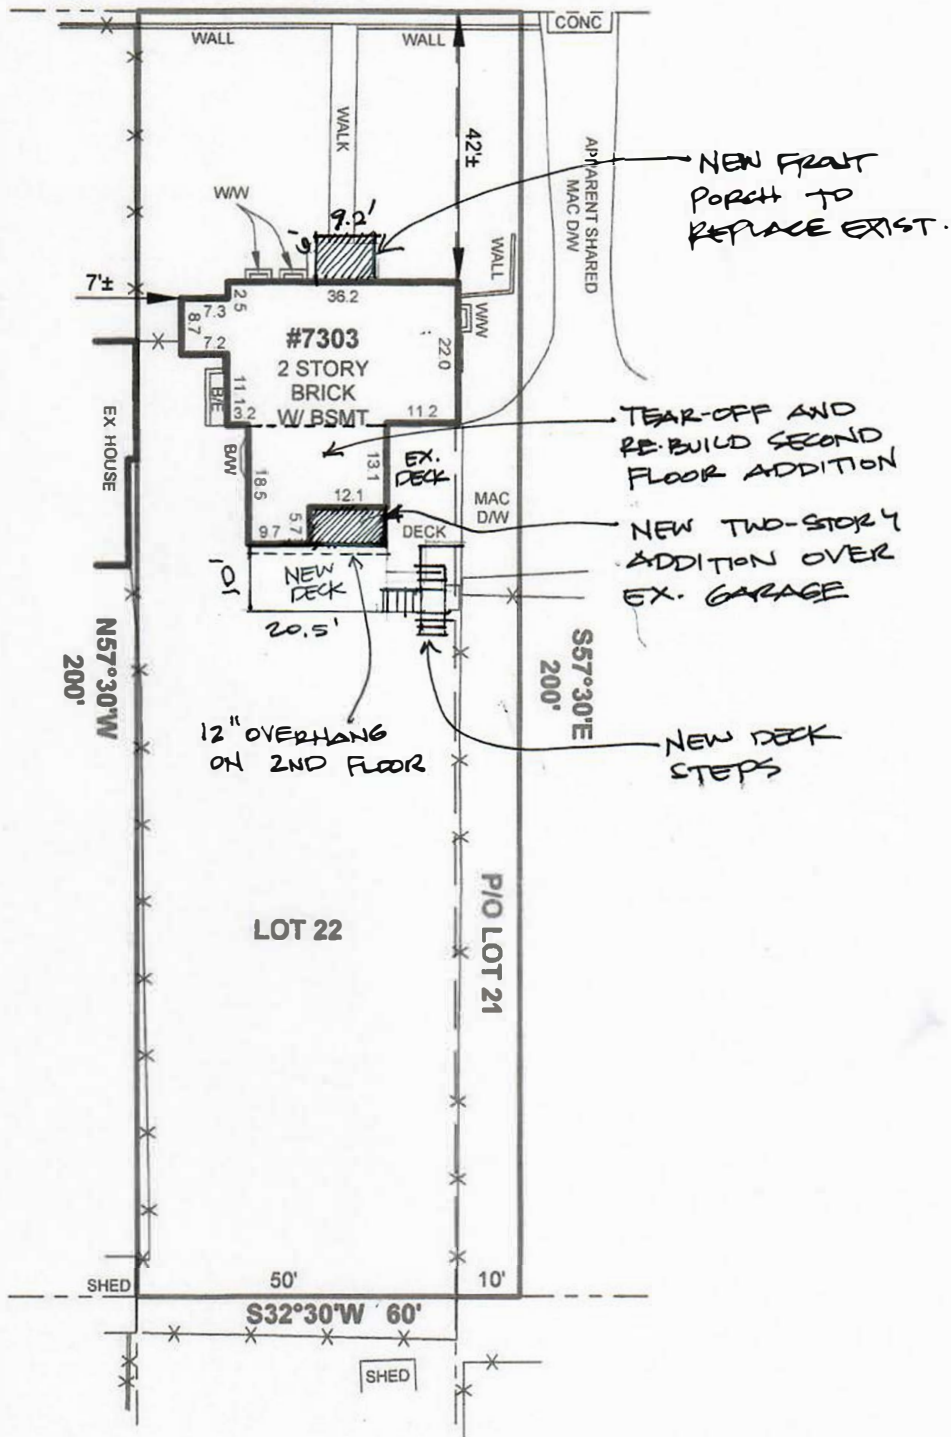 CONC
WALL
WALL
WALK
42'±
APPARENT SHARED
MAC D/W
NEW FRONT
PORCH TO
REPLACE EXIST.
W/W
9.2'
WALL
7'±
7.3
2.5
36.2
W/W
8.7
7.2
#7303
2 STORY
BRICK
W/ BSMT
22.0
B/E
11.1
3.2
11.2
TEAR-OFF AND
RE-BUILD SECOND
FLOOR ADDITION
EX HOUSE
B/W
18.5
13.1
EX.
DECK
12.1
MAC
D/W
9.7
5.7
DECK
NEW TWO-STORY
ADDITION OVER
EX. GARAGE
10'
NEW
DECK
20.5'
N57°30'W
200'
S57°30'E
200'
12" OVERHANG
ON 2ND FLOOR
NEW DECK
STEPS
LOT 22
P/O LOT 21
SHED
50'
10'
S32°30'W 60'
SHED